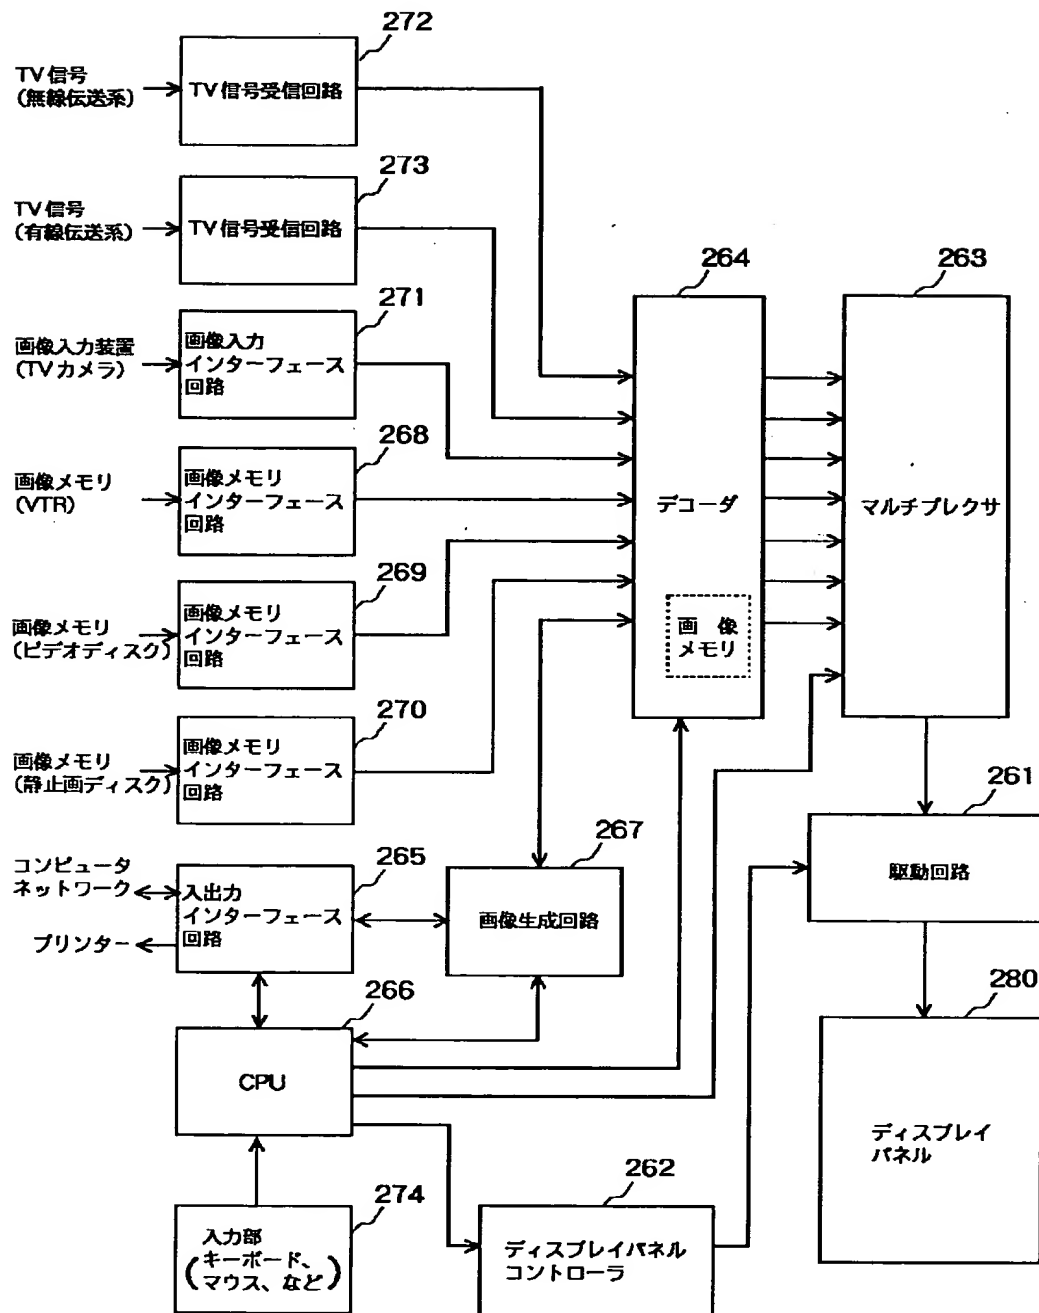 272
TV信号
(無線伝送系)
TV信号受信回路
273
TV信号
(有線伝送系)
TV信号受信回路
264
263
271
画像入力装置
(TVカメラ)
画像入力
インターフェース
回路
268
画像メモリ
(VTR)
画像メモリ
インターフェース
回路
デコーダ
マルチプレクサ
269
画像メモリ
(ビデオディスク)
画像メモリ
インターフェース
回路
画像
メモリ
270
画像メモリ
(静止画ディスク)
画像メモリ
インターフェース
回路
261
267
265
コンピュータ
ネットワーク
プリンター
入出力
インターフェース
回路
画像生成回路
駆動回路
266
280
CPU
ディスプレイ
パネル
262
274
入力部
(キーボード、
マウス、など)
ディスプレイパネル
コントローラ